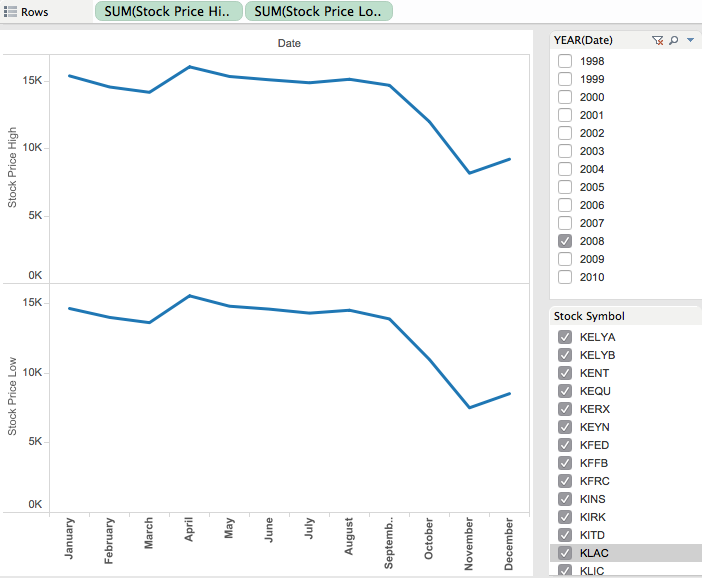 Rows
SUM(Stock Price Hi..
SUM(Stock Price Lo..
Date
Stock Price High
15K
10K
5K
0K
Stock Price Low
15K
10K
5K
0K
January
February
March
April
May
June
July
August
Septemb..
October
November
December
YEAR(Date)
1998
1999
2000
2001
2002
2003
2004
2005
2006
2007
2008
2009
2010
Stock Symbol
KELYA
KELYB
KENT
KEQU
KERX
KEYN
KFED
KFFB
KFRC
KINS
KIRK
KITD
KLAC
KLIC